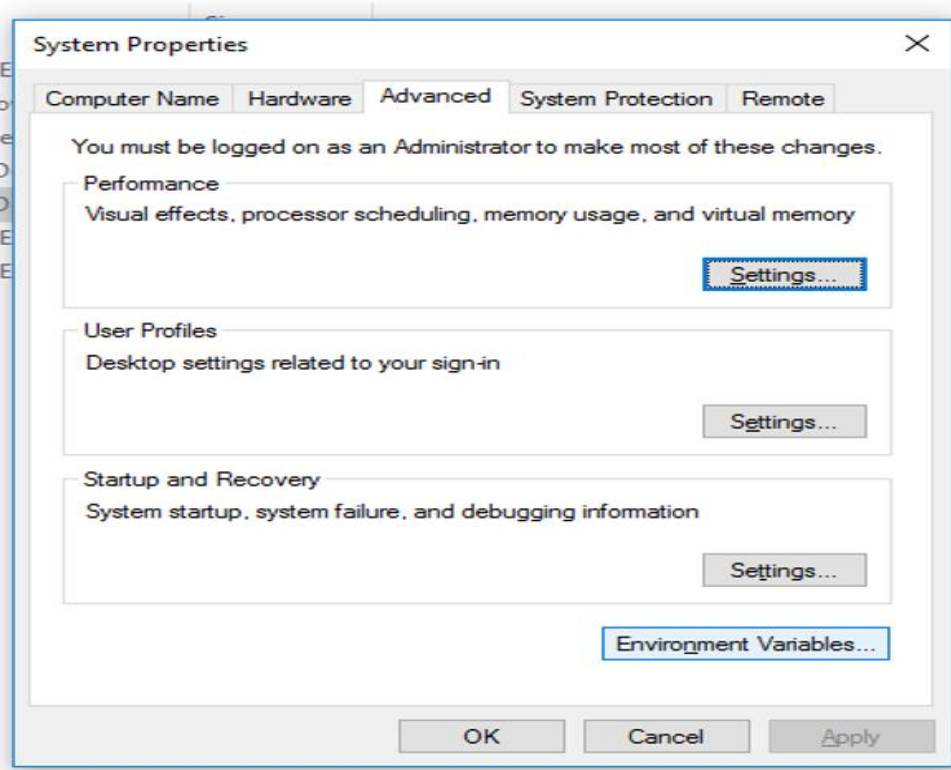 System Properties
Computer Name Hardware Advanced System Protection Remote
You must be logged on as an Administrator to make most of these changes.
Performance
Visual effects, processor scheduling, memory usage, and virtual memory
Settings...
User Profiles
Desktop settings related to your sign-in
Settings...
Startup and Recovery
System startup, system failure, and debugging information
Settings...
Environment Variables...
OK Cancel Apply